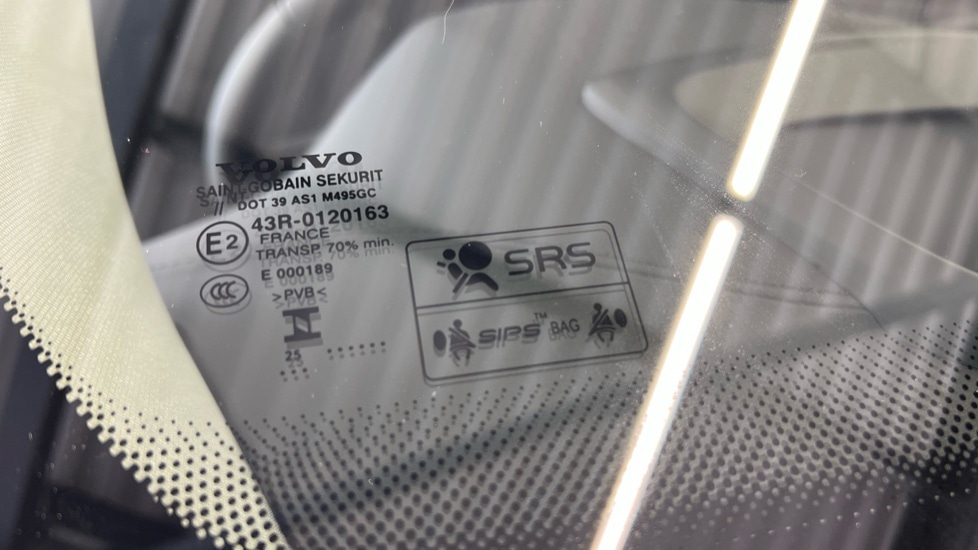 VOLVO
SAINT-GOBAIN SEKURIT
DOT 39 AS1 M495GC
43R-0120163
E2
FRANCE
TRANSP. 70% min.
E 000189
CCC
>PVB<
25
SRS
SIPS™ BAG